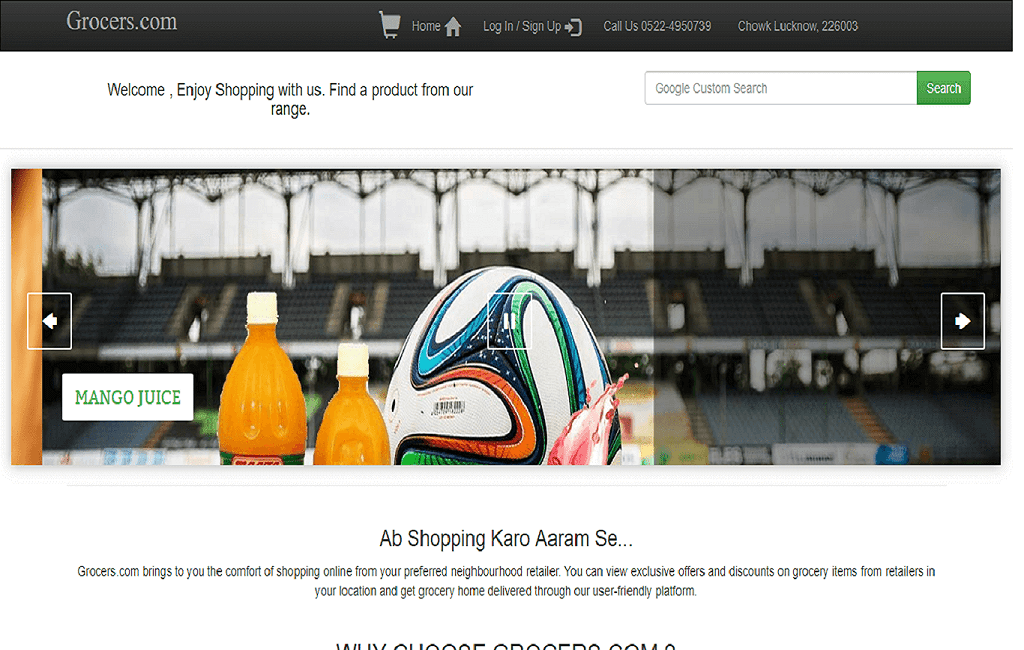 Grocers.com
Home
Log In / Sign Up
Call Us 0522-4950739
Chowk Lucknow, 226003
Welcome , Enjoy Shopping with us. Find a product from our
range.
Google Custom Search
Search
MANGO JUICE
Ab Shopping Karo Aaram Se...
Grocers.com brings to you the comfort of shopping online from your preferred neighbourhood retailer. You can view exclusive offers and discounts on grocery items from retailers in
your location and get grocery home delivered through our user-friendly platform.
WHY CHOOSE GROCERS.COM ?